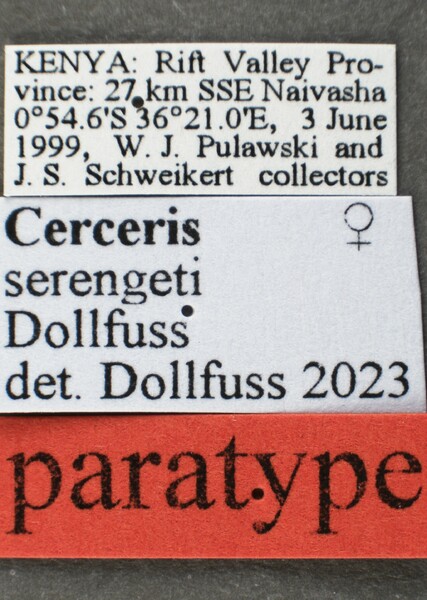 KENYA: Rift Valley Pro-
vince: 27 km SSE Naivasha
0°54.6'S 36°21.0'E, 3 June
1999, W. J. Pulawski and
J. S. Schweikert collectors
Cerceris ♀
serengeti
Dollfuss
det. Dollfuss 2023
paratype